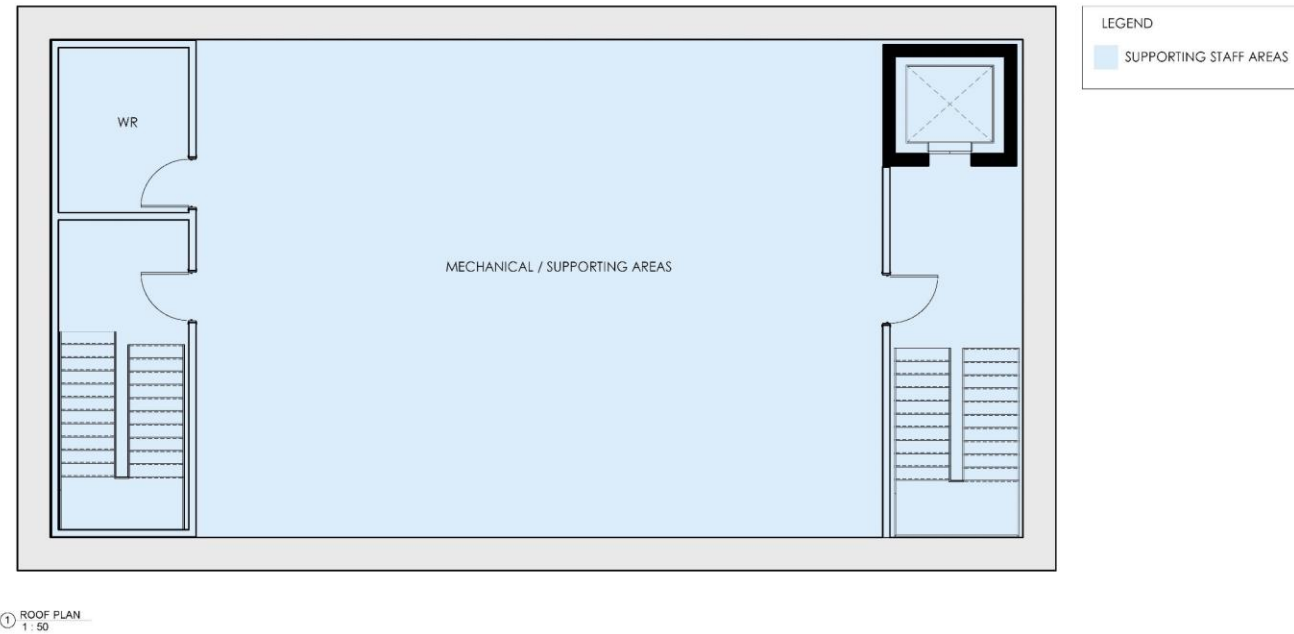 LEGEND
SUPPORTING STAFF AREAS
WR
MECHANICAL / SUPPORTING AREAS
1 ROOF PLAN
1 : 50